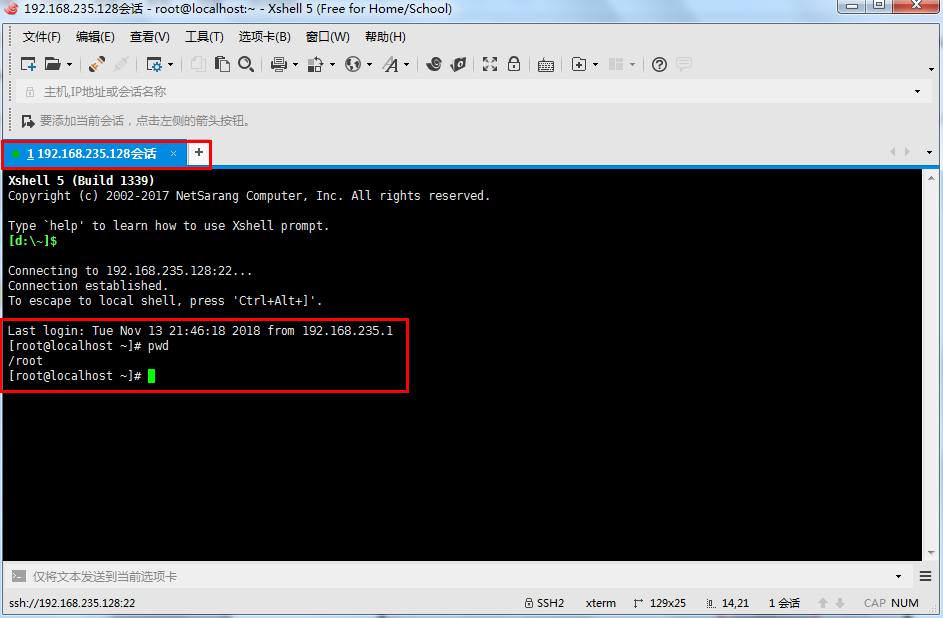 192.168.235.128会话 - root@localhost:~ - Xshell 5 (Free for Home/School)
文件(F) 编辑(E) 查看(V) 工具(T) 选项卡(B) 窗口(W) 帮助(H)
主机,IP地址或会话名称
要添加当前会话，点击左侧的箭头按钮。
1 192.168.235.128会话 × +
Xshell 5 (Build 1339)
Copyright (c) 2002-2017 NetSarang Computer, Inc. All rights reserved.
Type `help' to learn how to use Xshell prompt.
[d:\~]$
Connecting to 192.168.235.128:22...
Connection established.
To escape to local shell, press 'Ctrl+Alt+]'.
Last login: Tue Nov 13 21:46:18 2018 from 192.168.235.1
[root@localhost ~]# pwd
/root
[root@localhost ~]#
仅将文本发送到当前选项卡
ssh://192.168.235.128:22 SSH2 xterm 129x25 14,21 1 会话 CAP NUM